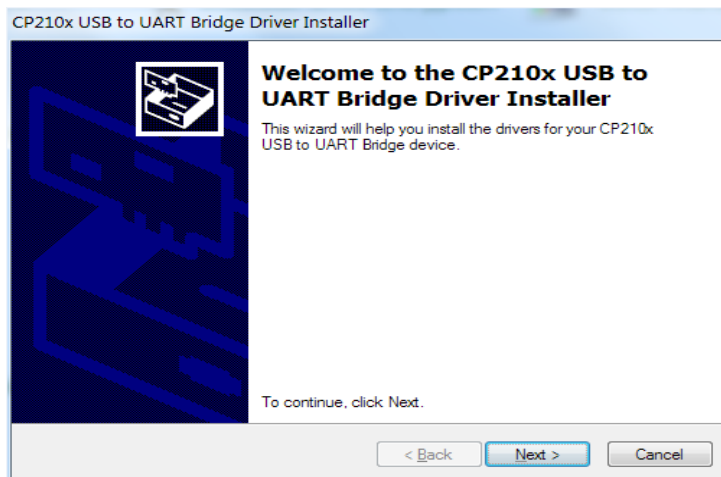 CP210x USB to UART Bridge Driver Installer
Welcome to the CP210x USB to
UART Bridge Driver Installer
This wizard will help you install the drivers for your CP210x
USB to UART Bridge device.
To continue, click Next.
< Back
Next >
Cancel